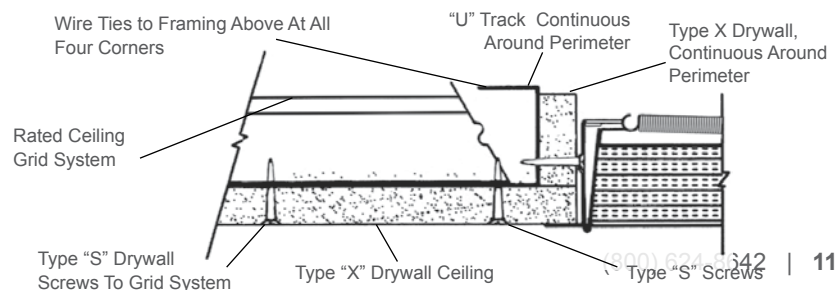 Wire Ties to Framing Above At All
Four Corners
“U” Track Continuous
Around Perimeter
Type X Drywall,
Continuous Around
Perimeter
Rated Ceiling
Grid System
Type “S” Drywall
Screws To Grid System
Type “X” Drywall Ceiling
Type “S” Screws
(800) 624-8642 | 11